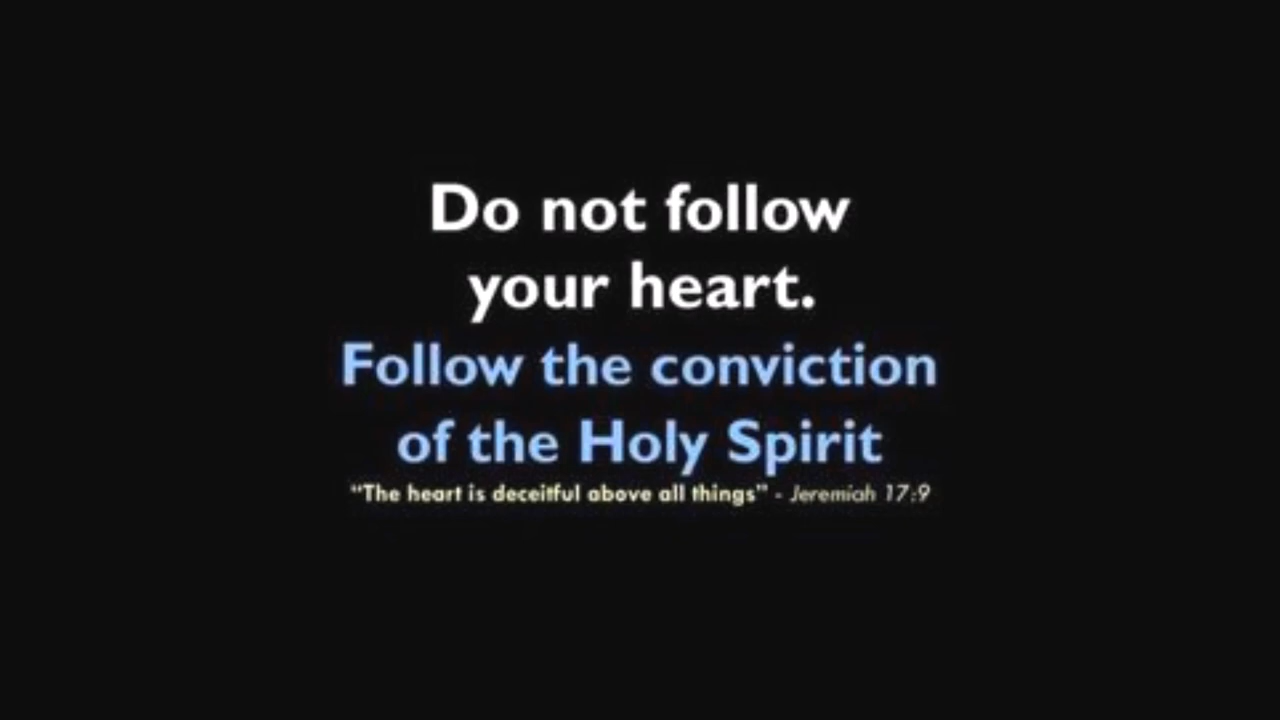 Do not follow
your heart.
Follow the conviction
of the Holy Spirit
“The heart is deceitful above all things” - Jeremiah 17:9